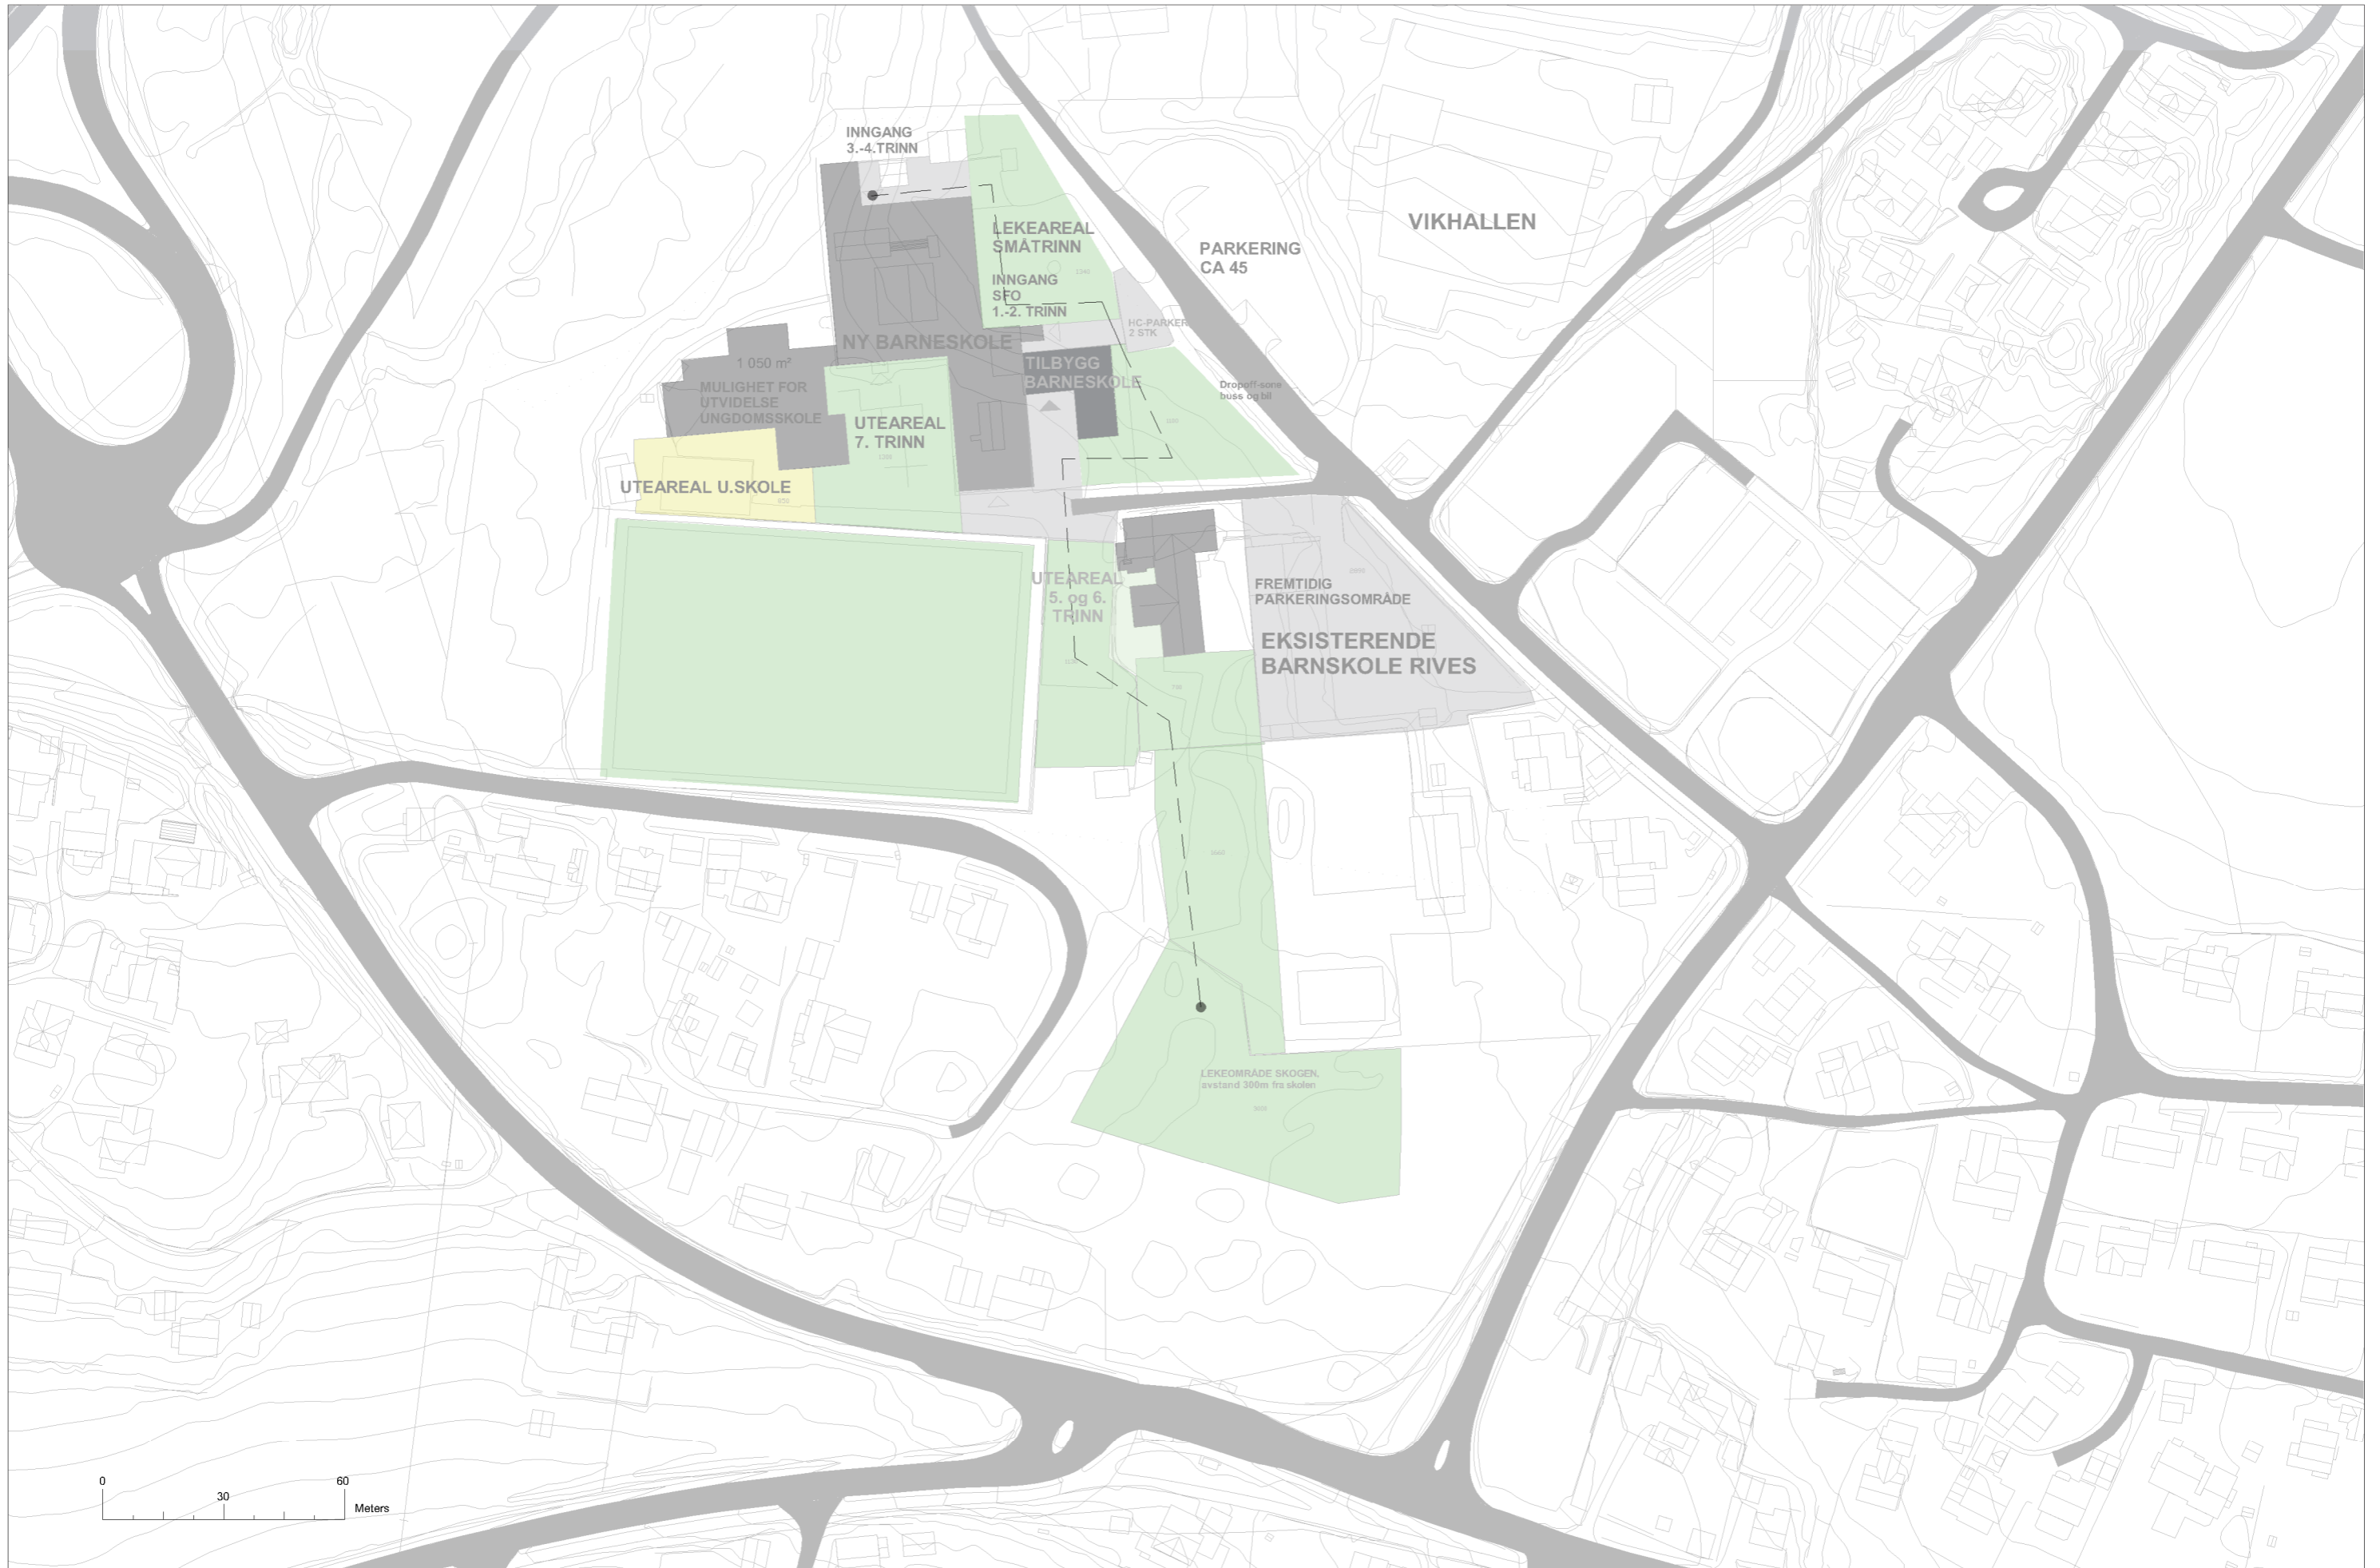 INNGANG
3.-4.TRINN
LEKEAREAL
SMÅTRINN
INNGANG
SFO
1.-2. TRINN
VIKHALLEN
PARKERING
CA 45
HC-PARKER
2 STK
NY BARNESKOLE
TILBYGG
BARNESKOLE
1 050 m²
MULIGHET FOR
UTVIDELSE
UNGDOMSSKOLE
Dropoff-sone
buss og bil
UTEAREAL
7. TRINN
UTEAREAL U.SKOLE
UTEAREAL
5. og 6.
TRINN
FREMTIDIG
PARKERINGSOMRÅDE
EKSISTERENDE
BARNSKOLE RIVES
LEKEOMRÅDE SKOGEN,
avstand 300m fra skolen
0
30
60
Meters